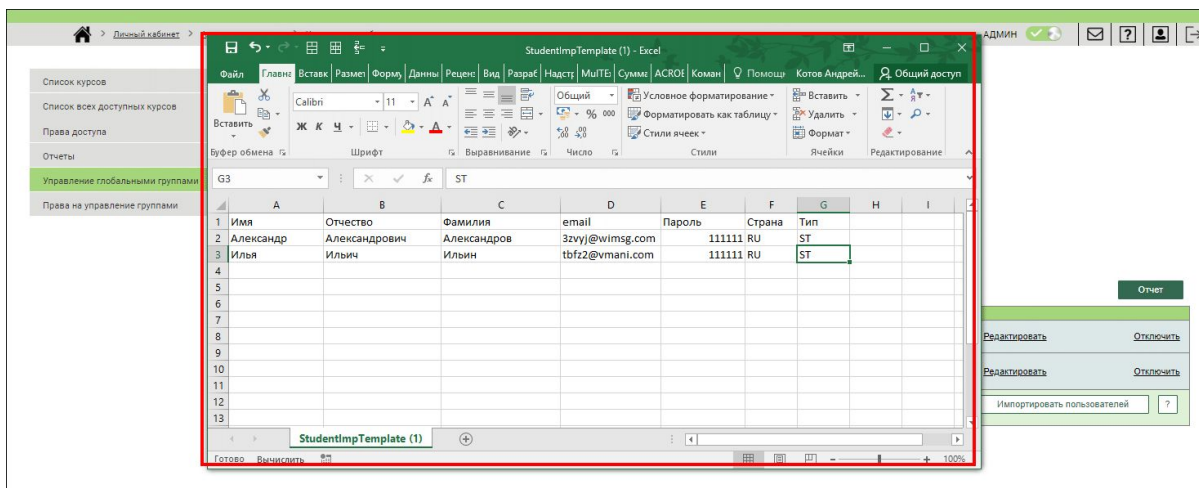 > Личный кабинет >
АДМИН
?
Список курсов
Список всех доступных курсов
Права доступа
Отчеты
Управление глобальными группами
Права на управление группами
StudentImpTemplate (1) - Excel
Файл Главна Вставк Размет Форму Данны Реценз Вид Разраб Надстр MulTE Сумма ACROB Коман Помощь Котов Андрей... Общий доступ
Вставить
Calibri 11
Ж К Ч
Общий
% 000
Условное форматирование
Форматировать как таблицу
Стили ячеек
Вставить
Удалить
Формат
Буфер обмена Шрифт Выравнивание Число Стили Ячейки Редактирование
G3 fx ST
A B C D E F G H I
1 Имя Отчество Фамилия email Пароль Страна Тип
2 Александр Александрович Александров 3zvyj@wimsg.com 111111 RU ST
3 Илья Ильич Ильин tbfz2@vmani.com 111111 RU ST
4
5
6
7
8
9
10
11
12
13
StudentImpTemplate (1)
Готово Вычислить 100%
Отчет
Редактировать Отключить
Редактировать Отключить
Импортировать пользователей ?